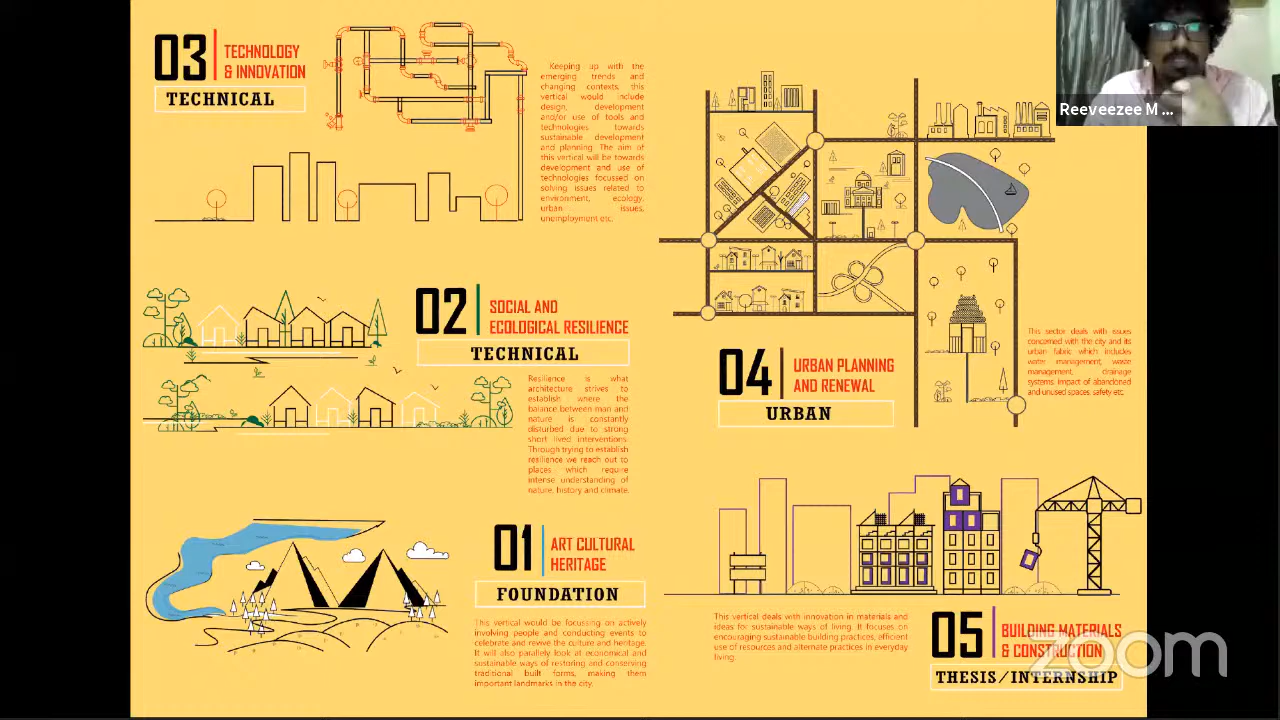 03
TECHNOLOGY
& INNOVATION
TECHNICAL
Keeping up with the
emerging trends and
changing contexts, this
vertical would include
design, development
and/or use of tools and
technologies towards
sustainable development
and planning. The aim of
this vertical will be towards
development and use of
technologies focussed on
solving issues related to
environment, ecology,
urban issues,
unemployment etc.
02
SOCIAL AND
ECOLOGICAL RESILIENCE
TECHNICAL
Resilience is what
architecture strives to
establish where the
balance between man and
nature is constantly
disturbed due to strong
short lived interventions.
Through trying to establish
resilience we reach out to
places which require
intense understanding of
nature, history and climate.
01
ART CULTURAL
HERITAGE
FOUNDATION
This vertical would be focussing on actively
involving people and conducting events to
celebrate and revive the culture and heritage.
It will also parallely look at economical and
sustainable ways of restoring and conserving
traditional built forms, making them
important landmarks in the city.
Reeveezee M ...
04
URBAN PLANNING
AND RENEWAL
URBAN
This sector deals with issues
concerned with the city and its
urban fabric which includes
water management, waste
management, drainage
systems impact of abandoned
and unused spaces safety etc.
This vertical deals with innovation in materials and
ideas for sustainable ways of living. It focuses on
encouraging sustainable building practices, efficient
use of resources and alternate practices in everyday
living.
05
BUILDING MATERIALS
& CONSTRUCTION
THESIS/INTERNSHIP
zoom